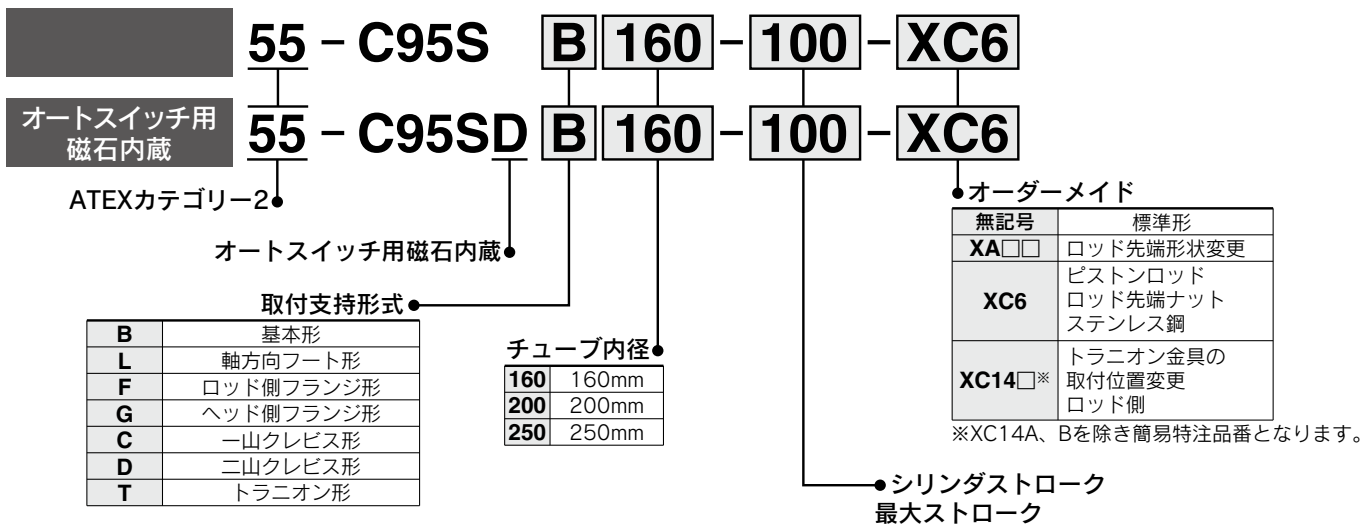 55 - C95S B 160 - 100 - XC6
オートスイッチ用
磁石内蔵
55 - C95SD B 160 - 100 - XC6
ATEXカテゴリー2
オートスイッチ用磁石内蔵
取付支持形式
B 基本形
L 軸方向フート形
F ロッド側フランジ形
G ヘッド側フランジ形
C 一山クレビス形
D 二山クレビス形
T トラニオン形
チューブ内径
160 160mm
200 200mm
250 250mm
シリンダストローク
最大ストローク
オーダーメイド
無記号 標準形
XA□□ ロッド先端形状変更
XC6 ピストンロッド
ロッド先端ナット
ステンレス鋼
XC14□※ トラニオン金具の
取付位置変更
ロッド側
※XC14A、Bを除き簡易特注品番となります。